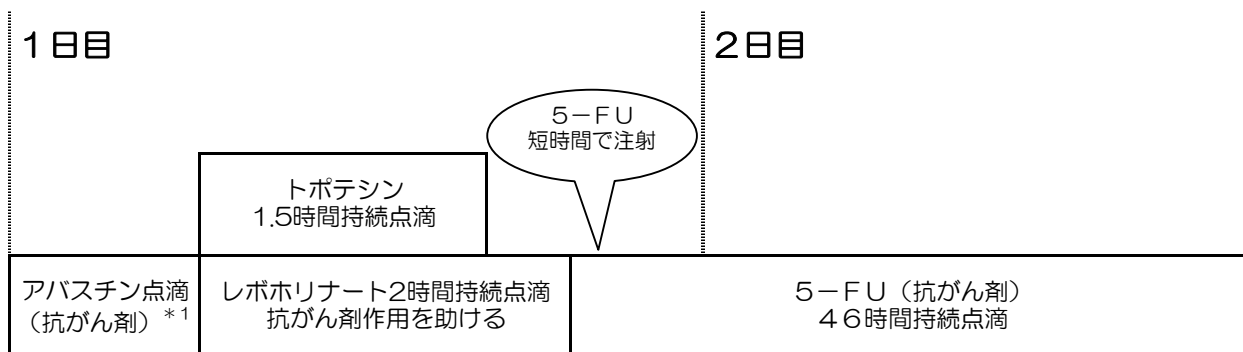 1日目
2日目
5-FU
短時間で注射
トポテシン
1.5時間持続点滴
アバスチン点滴
(抗がん剤)*1
レボホリナート2時間持続点滴
抗がん剤作用を助ける
5-FU(抗がん剤)
46時間持続点滴